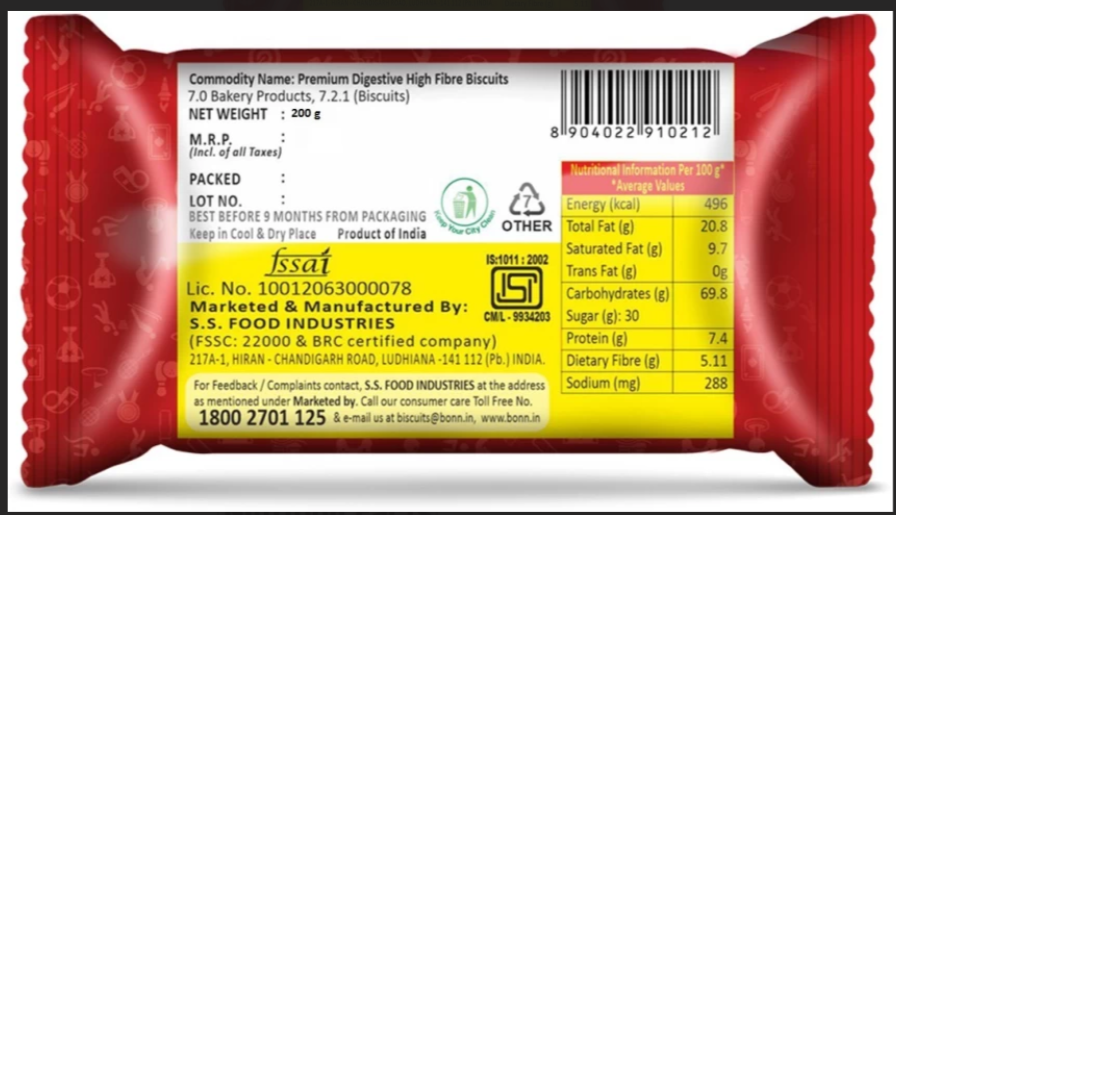 Commodity Name: Premium Digestive High Fibre Biscuits
7.0 Bakery Products, 7.2.1 (Biscuits)
NET WEIGHT : 200 g
M.R.P. :
(Incl. of all Taxes)
PACKED :
LOT NO. :
BEST BEFORE 9 MONTHS FROM PACKAGING
Keep in Cool & Dry Place Product of India
Keep Your City Clean
7
OTHER
8 904022 910212
fssai
Lic. No. 10012063000078
Marketed & Manufactured By:
S.S. FOOD INDUSTRIES
(FSSC: 22000 & BRC certified company)
217A-1, HIRAN - CHANDIGARH ROAD, LUDHIANA -141 112 (Pb.) INDIA.
IS:1011 : 2002
ISI
CM/L - 9934203
For Feedback / Complaints contact, S.S. FOOD INDUSTRIES at the address
as mentioned under Marketed by. Call our consumer care Toll Free No.
1800 2701 125 & e-mail us at biscuits@bonn.in, www.bonn.in
Nutritional Information Per 100 g*
*Average Values
Energy (kcal) 496
Total Fat (g) 20.8
Saturated Fat (g) 9.7
Trans Fat (g) 0g
Carbohydrates (g) 69.8
Sugar (g): 30
Protein (g) 7.4
Dietary Fibre (g) 5.11
Sodium (mg) 288